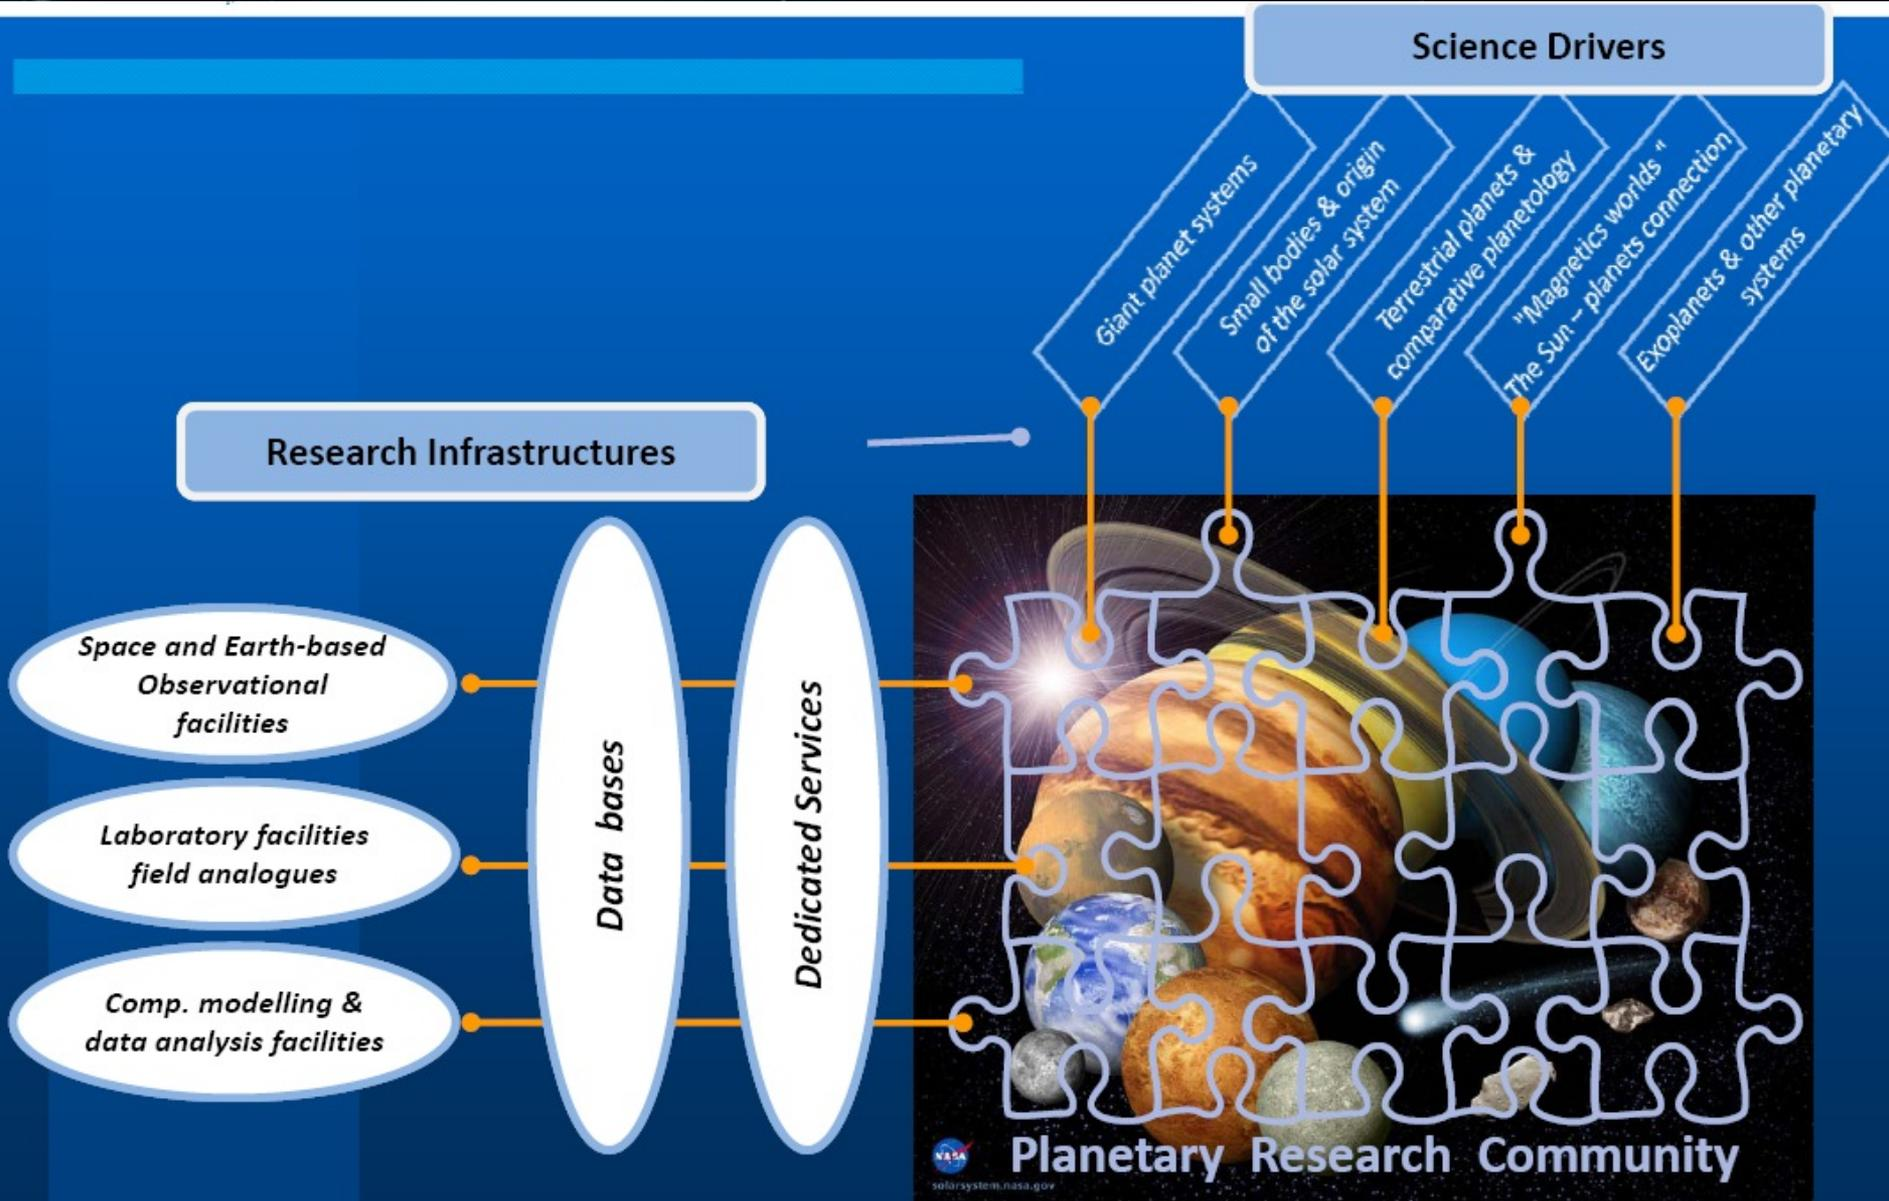 Science Drivers
Giant planet systems
Small bodies & origin
of the solar system
Terrestrial planets &
comparative planetology
"Magnetics worlds "
The Sun – planets connection
Exoplanets & other planetary
systems
Research Infrastructures
Space and Earth-based
Observational
facilities
Laboratory facilities
field analogues
Comp. modelling &
data analysis facilities
Data bases
Dedicated Services
Planetary Research Community
NASA
solarsystem.nasa.gov